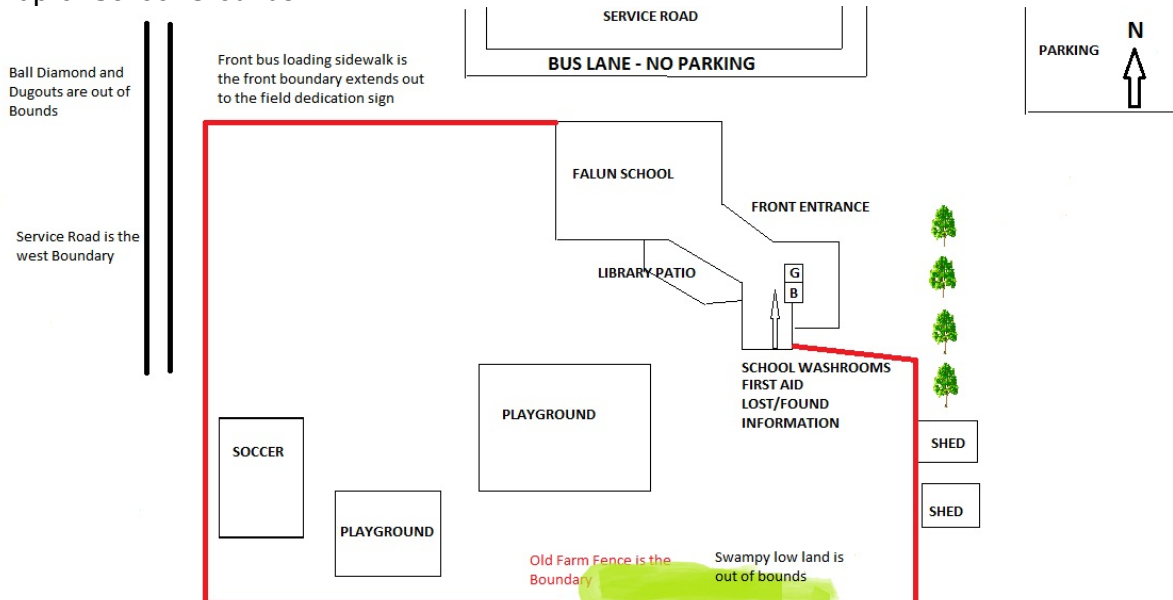 SERVICE ROAD
BUS LANE - NO PARKING
PARKING
N
Ball Diamond and
Dugouts are out of
Bounds
Front bus loading sidewalk is
the front boundary extends out
to the field dedication sign
FALUN SCHOOL
FRONT ENTRANCE
Service Road is the
west Boundary
LIBRARY PATIO
G
B
SCHOOL WASHROOMS
FIRST AID
LOST/FOUND
INFORMATION
PLAYGROUND
SOCCER
SHED
SHED
PLAYGROUND
Old Farm Fence is the
Boundary
Swampy low land is
out of bounds